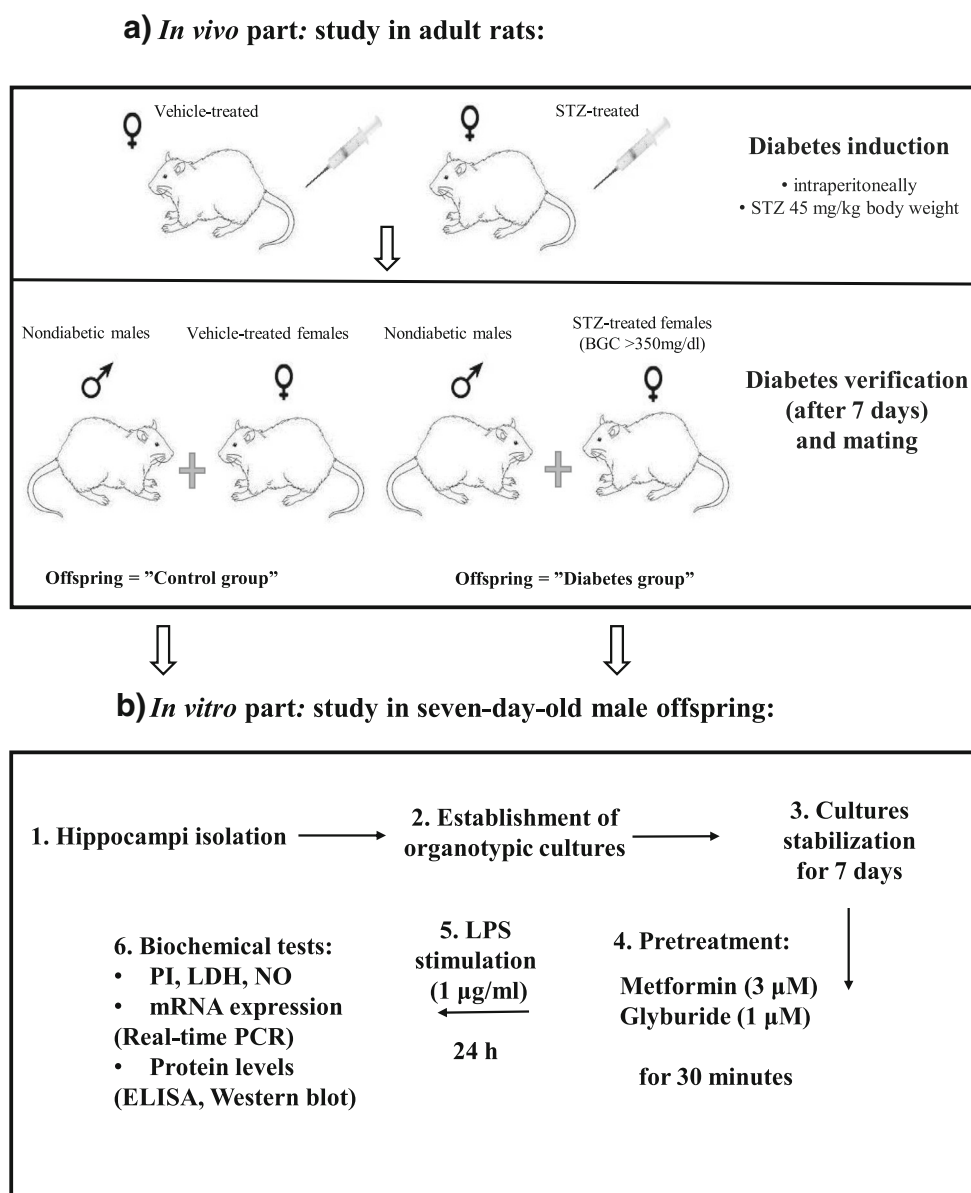 a) In vivo part: study in adult rats:
Vehicle-treated
STZ-treated
Diabetes induction
• intraperitoneally
• STZ 45 mg/kg body weight
Nondiabetic males
Vehicle-treated females
Nondiabetic males
STZ-treated females
(BGC >350mg/dl)
Diabetes verification
(after 7 days)
and mating
Offspring = ”Control group”
Offspring = ”Diabetes group”
b) In vitro part: study in seven-day-old male offspring:
1. Hippocampi isolation
2. Establishment of
organotypic cultures
3. Cultures
stabilization
for 7 days
4. Pretreatment:
Metformin (3 µM)
Glyburide (1 µM)
for 30 minutes
5. LPS
stimulation
(1 µg/ml)
24 h
6. Biochemical tests:
• PI, LDH, NO
• mRNA expression
(Real-time PCR)
• Protein levels
(ELISA, Western blot)